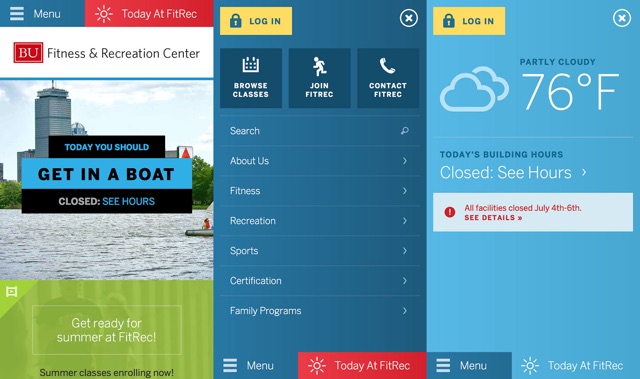 Menu
Today At FitRec
BU Fitness & Recreation Center
TODAY YOU SHOULD
GET IN A BOAT
CLOSED: SEE HOURS
Get ready for
summer at FitRec!
Summer classes enrolling now!
LOG IN
BROWSE
CLASSES
JOIN
FITREC
CONTACT
FITREC
Search
About Us
Fitness
Recreation
Sports
Certification
Family Programs
Menu
Today At FitRec
LOG IN
PARTLY CLOUDY
76°F
TODAY'S BUILDING HOURS
Closed: See Hours
All facilities closed July 4th-6th.
SEE DETAILS »
Menu
Today At FitRec